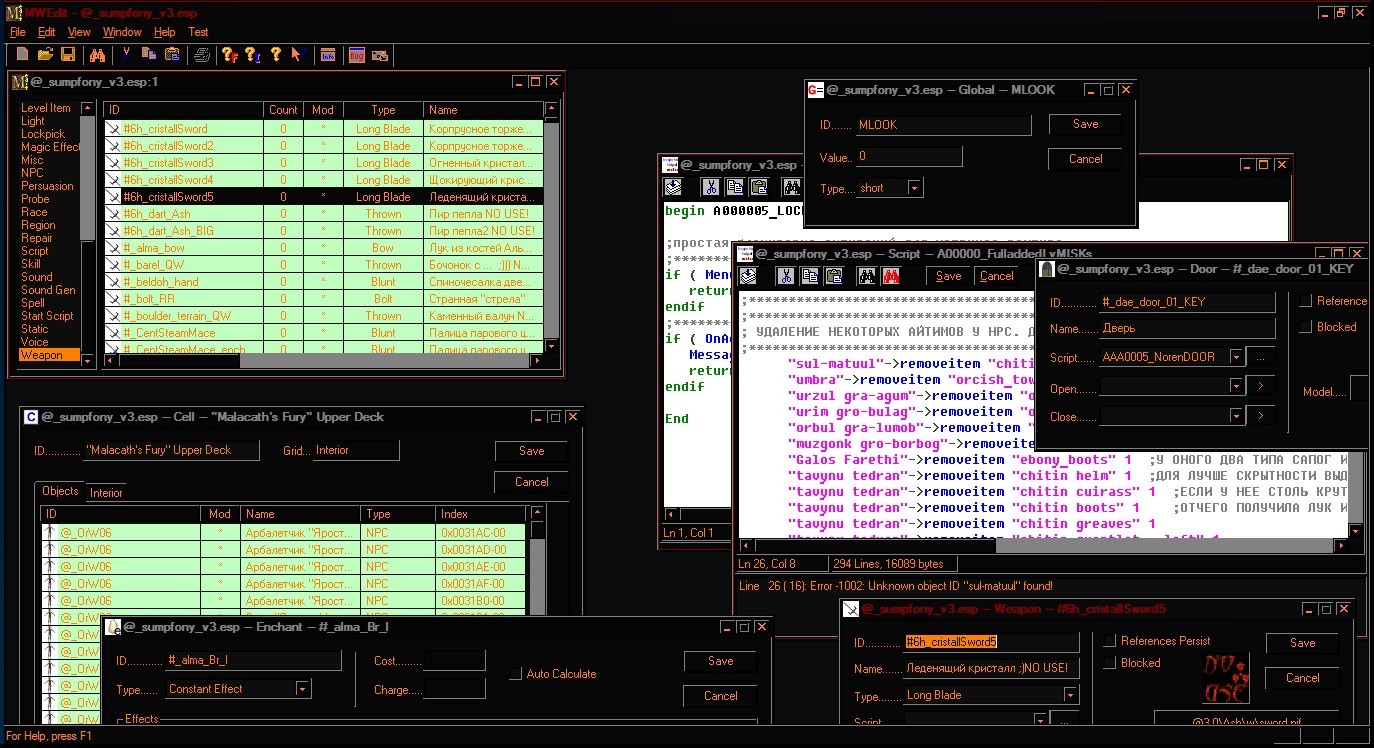 MWEdit - @_sumpfony_v3.esp
File Edit View Window Help Test
@_sumpfony_v3.esp:1
Level Item
Light
Lockpick
Magic Effec
Misc
NPC
Persuation
Probe
Race
Region
Repair
Script
Skill
Sound
Sound Gen
Spell
Start Script
Static
Voice
Weapon
ID Count Mod Type Name
#6h_cristallSword 0 * Long Blade Корпрусное торже...
#6h_cristallSword2 0 * Long Blade Корпрусное торже...
#6h_cristallSword3 0 * Long Blade Огненный кристал...
#6h_cristallSword4 0 * Long Blade Щокирующий крис...
#6h_cristallSword5 0 * Long Blade Леденящий криста...
#6h_dart_Ash 0 * Thrown Пир пепла NO USE!
#6h_dart_Ash_BIG 0 * Thrown Пир пепла2 NO USE!
#_alma_bow 0 * Bow Лук из костей Аль...
#_barel_QW 0 * Thrown Бочонок с ... ;))) N...
#_beldoh_hand 0 * Blunt Спиночесалка две...
#_bolt_RR 0 * Bolt Странная "стрела"
#_boulder_terrain_QW 0 * Thrown Каменный валун N...
#_CentSteamMace 0 * Blunt Палица парового ц...
#_CentSteamMace_ench 0 * Blunt Палица парового ц...
@_sumpfony_v3.esp – Global – MLOOK
ID....... MLOOK
Save
Value.. 0
Cancel
Type.... short
@_sumpfony_v3.esp -
begin A000005_LOC
;простая
if ( Menu
retur
endif
if ( OnAc
Messa
retur
endif
End
Ln 1, Col 1
@_sumpfony_v3.esp – Script – A00000_FulladdedLvMISKs
Save Cancel
;**************************************
; УДАЛЕНИЕ НЕКОТОРЫХ АЙТИМОВ У НРС. Д
;**************************************
"sul-matuul"->removeitem "chiti
"umbra"->removeitem "orcish_tow
"urzul gra-agum"->removeitem "o
"urim gro-bulag"->removeitem "o
"orbul gra-lumob"->removeitem "
"muzgonk gro-borbog"->removeite
"Galos Farethi"->removeitem "ebony_boots" 1 ;У ОНОГО ДВА ТИПА САПОГ И
"tavynu tedran"->removeitem "chitin helm" 1 ;ДЛЯ ЛУЧШЕ СКРЫТНОСТИ ВЫД
"tavynu tedran"->removeitem "chitin cuirass" 1 ;ЕСЛИ У НЕЕ СТОЛЬ КРУТ
"tavynu tedran"->removeitem "chitin boots" 1 ;ОТЧЕГО ПОЛУЧИЛА ЛУК И
"tavynu tedran"->removeitem "chitin greaves" 1
Ln 26, Col 8 294 Lines, 16089 bytes
Line 26 ( 16): Error -1002: Unknown object ID "sul-matuul" found!
@_sumpfony_v3.esp – Door – #_dae_door_01_KEY
ID............ #_dae_door_01_KEY
Reference
Name...... Дверь
Blocked
Script...... AAA0005_NorenDOOR ...
Open....... >
Model.....
Close....... >
@_sumpfony_v3.esp – Cell – "Malacath's Fury" Upper Deck
ID............ "Malacath's Fury" Upper Deck Grid... Interior
Save
Cancel
Objects Interior
ID Mod Name Type Index
@_OrW06 * Арбалетчик "Ярост... NPC 0x0031AC-00
@_OrW06 * Арбалетчик "Ярост... NPC 0x0031AD-00
@_OrW06 * Арбалетчик "Ярост... NPC 0x0031AE-00
@_OrW06 * Арбалетчик "Ярост... NPC 0x0031AF-00
@_OrW06 * Арбалетчик "Ярост... NPC 0x0031B0-00
@_OrW
@_OrW
@_OrW
@_OrW
@_OrW
@_OrW
@_sumpfony_v3.esp – Enchant – #_alma_Br_l
ID............ #_alma_Br_l
Cost........
Save
Auto Calculate
Type...... Constant Effect
Charge....
Cancel
Effects
@_sumpfony_v3.esp – Weapon – #6h_cristallSword5
ID............ #6h_cristallSword5
References Persist
Save
Name...... Леденящий кристалл ;)NO USE!
Blocked
Cancel
Type....... Long Blade
Script...... ...
@3.0\Ash\w\sword.nif
For Help, press F1